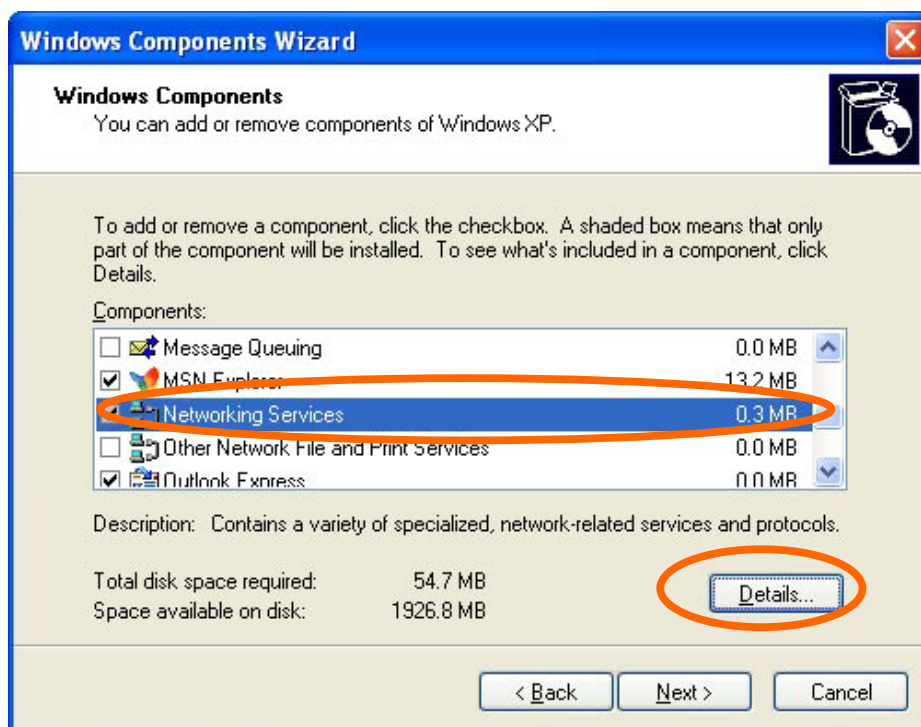 Windows Components Wizard
Windows Components
You can add or remove components of Windows XP.
To add or remove a component, click the checkbox. A shaded box means that only
part of the component will be installed. To see what's included in a component, click
Details.
Components:
Message Queuing 0.0 MB
MSN Explorer 13.2 MB
Networking Services 0.3 MB
Other Network File and Print Services 0.0 MB
Outlook Express 0.0 MB
Description: Contains a variety of specialized, network-related services and protocols.
Total disk space required: 54.7 MB
Space available on disk: 1926.8 MB
Details...
< Back Next > Cancel